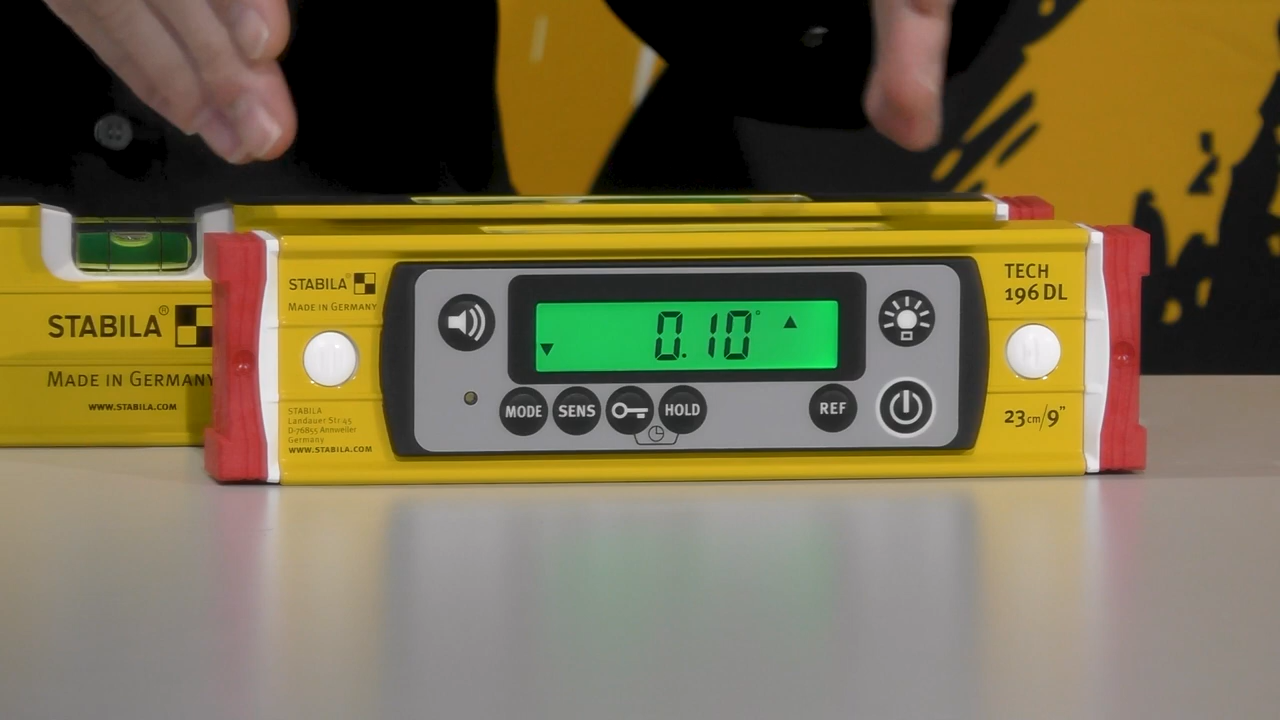 STABILA®
MADE IN GERMANY
WWW.STABILA.COM
STABILA®
MADE IN GERMANY
STABILA
Landauer Str. 45
D-76855 Annweiler
Germany
WWW.STABILA.COM
0.10°
MODE
SENS
HOLD
REF
TECH
196 DL
23cm/9"